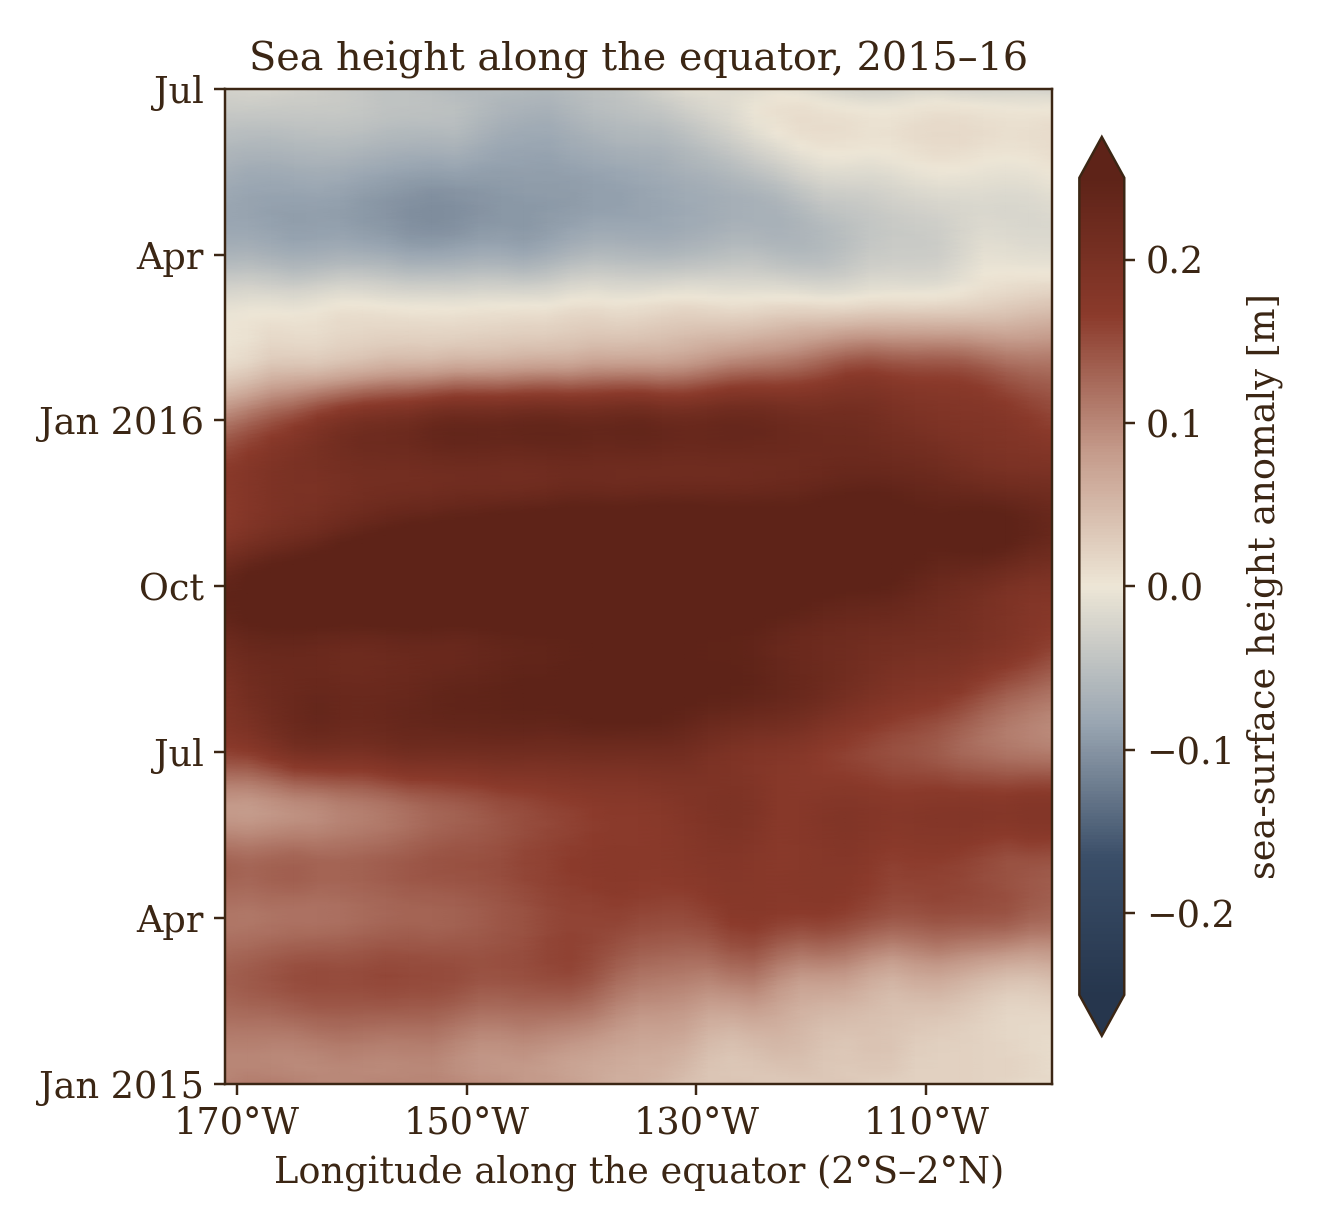 Sea height along the equator, 2015–16
Jul
Apr
Jan 2016
Oct
Jul
Apr
Jan 2015
170°W 150°W 130°W 110°W
Longitude along the equator (2°S–2°N)
0.2
0.1
0.0
−0.1
−0.2
sea-surface height anomaly [m]